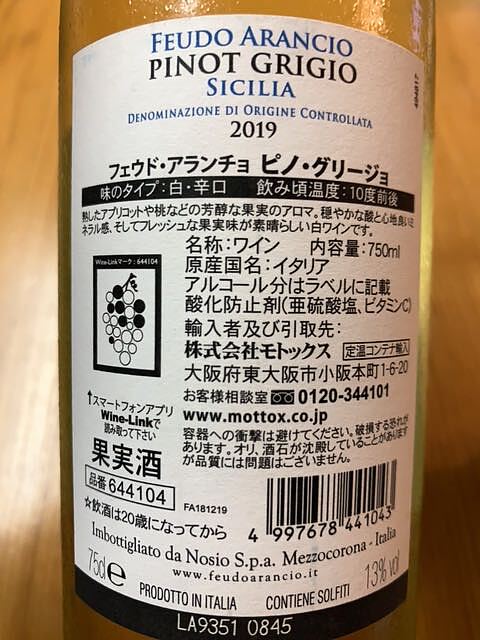 FEUDO ARANCIO
PINOT GRIGIO
SICILIA
DENOMINAZIONE DI ORIGINE CONTROLLATA
2019
494817
フェウド・アランチョ ピノ・グリージョ
味のタイプ:白・辛口 飲み頃温度:10度前後
熟したアプリコットや桃などの芳醇な果実のアロマ。穏やかな酸と心地良いミ
ネラル感、そしてフレッシュな果実味が素晴らしい白ワインです。
Wine-Linkマーク:644104
名称:ワイン 内容量:750ml
原産国名:イタリア
アルコール分はラベルに記載
酸化防止剤(亜硫酸塩、ビタミンC)
輸入者及び引取先:
株式会社モトックス 定温コンテナ輸入
大阪府東大阪市小阪本町1-6-20
お客様相談室 0120-344101
www.mottox.co.jp
↑スマートフォンアプリ
Wine-Linkで
読み取って下さい
容器への衝撃は避けてください。破損する恐れが
あります。オリ、酒石が沈殿していることがあります
が品質には問題はございません。
果実酒
品番 644104
FA181219
☆飲酒は20歳になってから
4 997678 441043
Imbottigliato da Nosio S.p.a. Mezzocorona - Italia
www.feudoarancio.it
75cl e
13% vol
PRODOTTO IN ITALIA CONTIENE SOLFITI
LA9351 0845